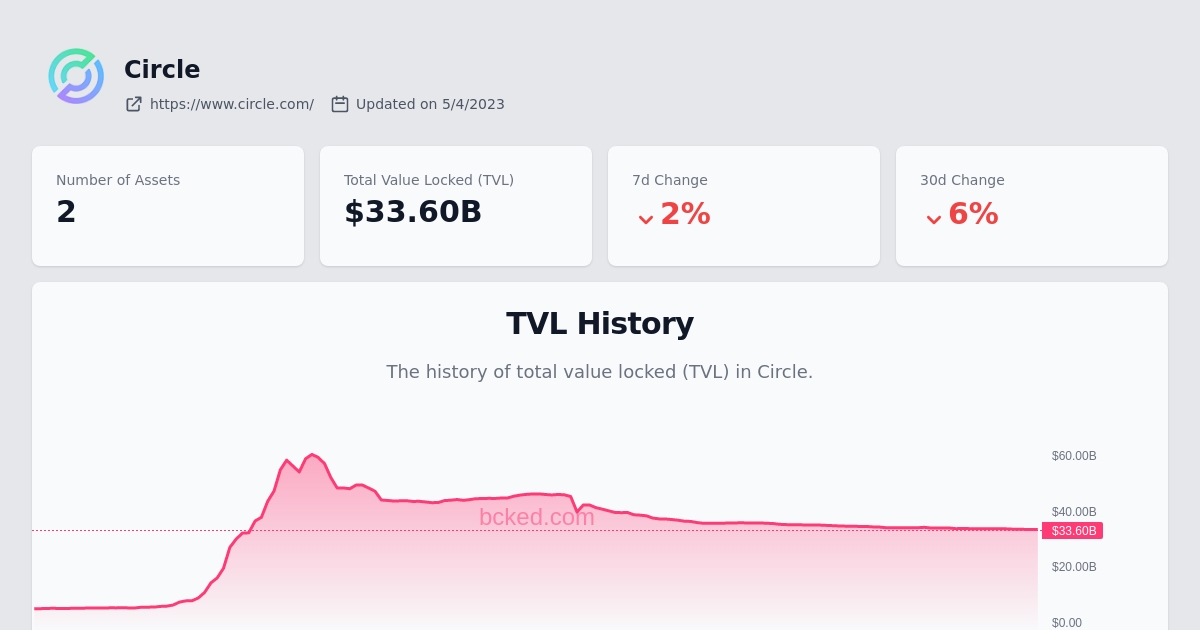 Circle
https://www.circle.com/ Updated on 5/4/2023
Number of Assets
2
Total Value Locked (TVL)
$33.60B
7d Change
2%
30d Change
6%
TVL History
The history of total value locked (TVL) in Circle.
$60.00B
bcked.com
$40.00B
$33.60B
$20.00B
$0.00